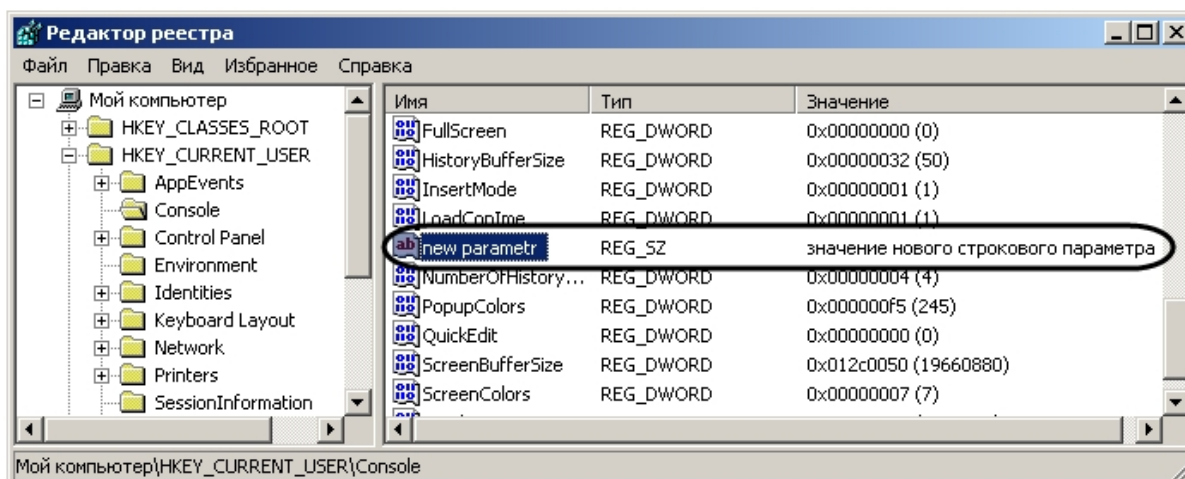 Редактор реестра
Файл Правка Вид Избранное Справка
Мой компьютер
HKEY_CLASSES_ROOT
HKEY_CURRENT_USER
AppEvents
Console
Control Panel
Environment
Identities
Keyboard Layout
Network
Printers
SessionInformation
Имя Тип Значение
FullScreen REG_DWORD 0x00000000 (0)
HistoryBufferSize REG_DWORD 0x00000032 (50)
InsertMode REG_DWORD 0x00000001 (1)
LoadConIme REG_DWORD 0x00000001 (1)
new parametr REG_SZ значение нового строкового параметра
NumberOfHistory... REG_DWORD 0x00000004 (4)
PopupColors REG_DWORD 0x000000f5 (245)
QuickEdit REG_DWORD 0x00000000 (0)
ScreenBufferSize REG_DWORD 0x012c0050 (19660880)
ScreenColors REG_DWORD 0x00000007 (7)
Мой компьютер\HKEY_CURRENT_USER\Console